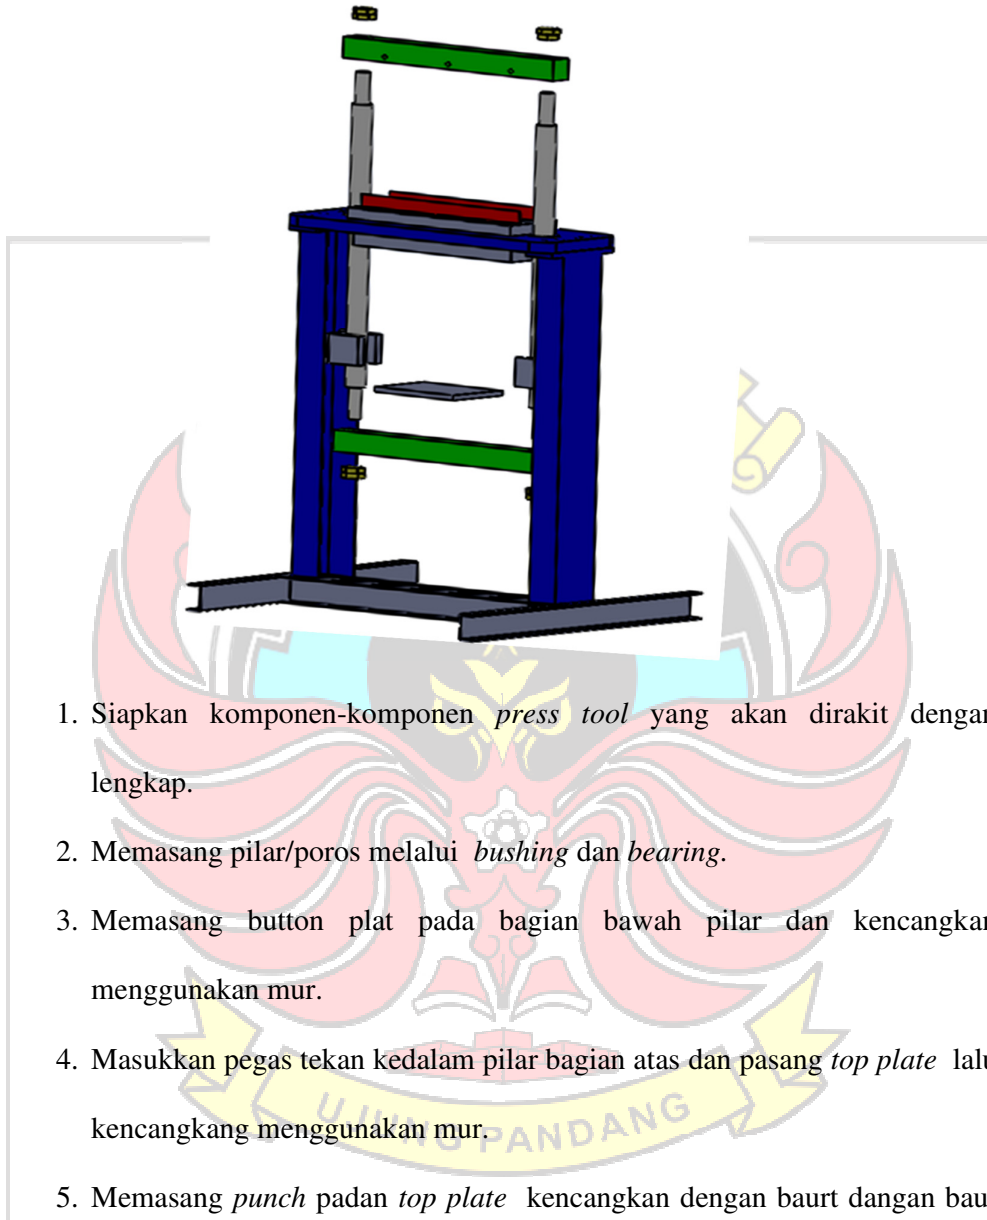 1. Siapkan komponen-komponen press tool yang akan dirakit dengan
lengkap.
2. Memasang pilar/poros melalui bushing dan bearing.
3. Memasang button plat pada bagian bawah pilar dan kencangkan
menggunakan mur.
4. Masukkan pegas tekan kedalam pilar bagian atas dan pasang top plate lalu
kencangkang menggunakan mur.
UJUNG PANDANG
5. Memasang punch padan top plate kencangkan dengan baurt dangan baut